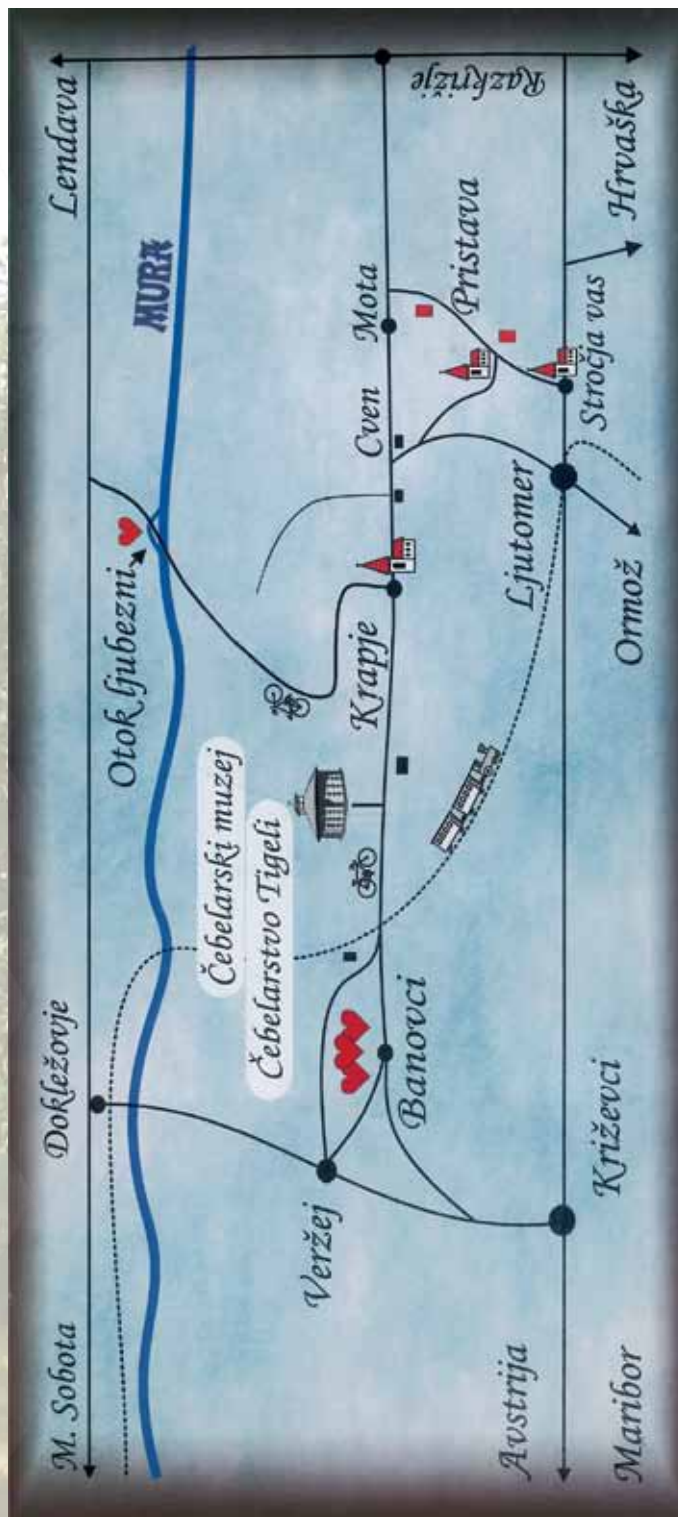 M. Sobota
Dokležovje
Lendava
Otok ljubezni
MURA
Čebelarski muzej
Čebelarstvo Tigeli
Veržej
Krapje
Cven
Mota
Banovci
Razkrižje
Pristava
Avstrija
Ljutomer
Križevci
Stročja vas
Maribor
Ormož
Hrvaška